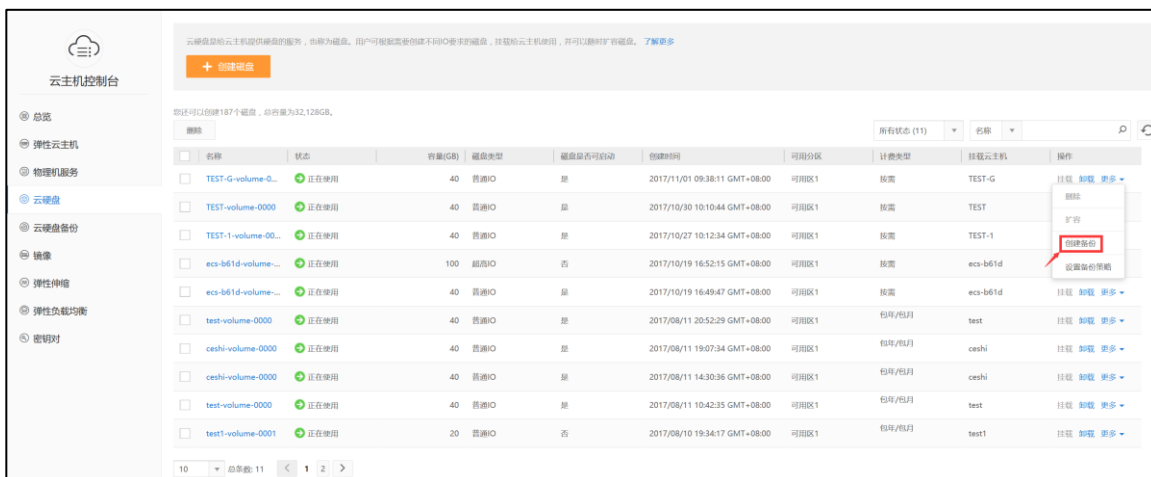 云硬盘是给云主机提供硬盘的服务，也称为磁盘。用户可根据需要创建不同IO要求的磁盘，挂载给云主机使用，并可以随时扩容磁盘。 了解更多
+ 创建磁盘
云主机控制台
总览
弹性云主机
物理机服务
云硬盘
云硬盘备份
镜像
弹性伸缩
弹性负载均衡
密钥对
您还可以创建187个磁盘，总容量为32,128GB。
删除 所有状态 (11) 名称
名称 状态 容量(GB) 磁盘类型 磁盘是否可启动 创建时间 可用分区 计费类型 挂载云主机 操作
TEST-G-volume-0... 正在使用 40 普通IO 是 2017/11/01 09:38:11 GMT+08:00 可用区1 按需 TEST-G 挂载 卸载 更多
TEST-volume-0000 正在使用 40 普通IO 是 2017/10/30 10:10:44 GMT+08:00 可用区1 按需 TEST
TEST-1-volume-00... 正在使用 40 普通IO 是 2017/10/27 10:12:34 GMT+08:00 可用区1 按需 TEST-1
ecs-b61d-volume-... 正在使用 100 超高IO 否 2017/10/19 16:52:15 GMT+08:00 可用区1 按需 ecs-b61d
删除
扩容
创建备份
设置备份策略
ecs-b61d-volume-... 正在使用 40 普通IO 是 2017/10/19 16:49:47 GMT+08:00 可用区1 按需 ecs-b61d 挂载 卸载 更多
test-volume-0000 正在使用 40 普通IO 是 2017/08/11 20:52:29 GMT+08:00 可用区1 包年/包月 test 挂载 卸载 更多
ceshi-volume-0000 正在使用 40 普通IO 是 2017/08/11 19:07:34 GMT+08:00 可用区1 包年/包月 ceshi 挂载 卸载 更多
ceshi-volume-0000 正在使用 40 普通IO 是 2017/08/11 14:30:36 GMT+08:00 可用区1 包年/包月 ceshi 挂载 卸载 更多
test-volume-0000 正在使用 40 普通IO 是 2017/08/11 10:42:35 GMT+08:00 可用区1 包年/包月 test 挂载 卸载 更多
test1-volume-0001 正在使用 20 普通IO 否 2017/08/10 19:34:17 GMT+08:00 可用区1 包年/包月 test1 挂载 卸载 更多
10 总条数: 11 < 1 2 >